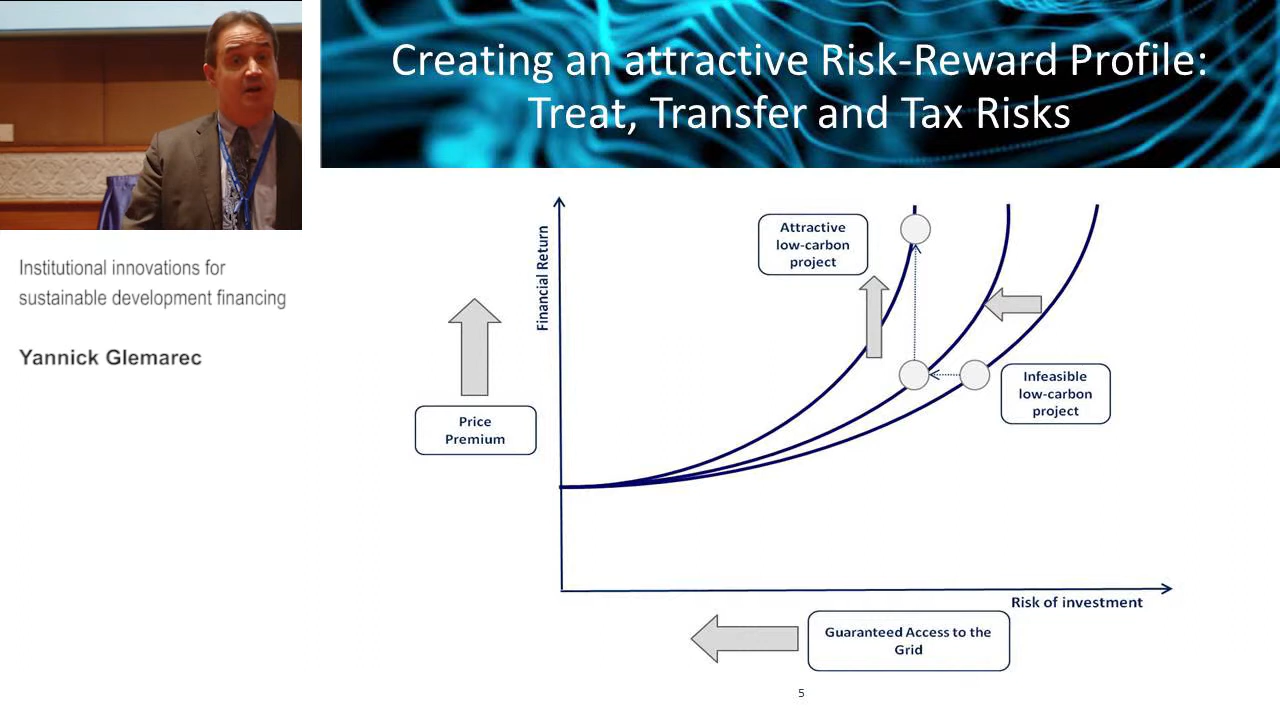 Creating an attractive Risk-Reward Profile:
Treat, Transfer and Tax Risks
Institutional innovations for
sustainable development financing
Yannick Glemarec
Financial Return
Attractive
low-carbon
project
Infeasible
low-carbon
project
Price
Premium
Risk of investment
Guaranteed Access to the
Grid
5